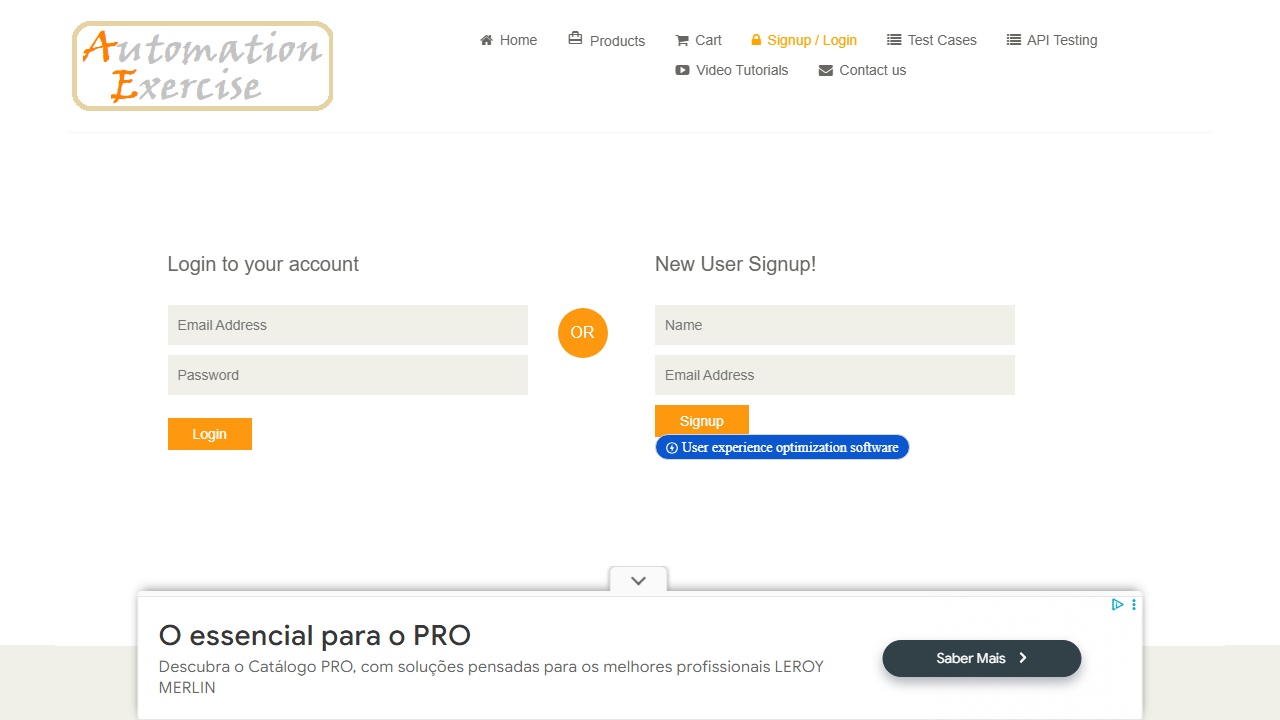 Automation
Exercise
Home
Products
Cart
Signup / Login
Test Cases
API Testing
Video Tutorials
Contact us
Login to your account
Email Address
Password
Login
OR
New User Signup!
Name
Email Address
Signup
User experience optimization software
O essencial para o PRO
Descubra o Catálogo PRO, com soluções pensadas para os melhores profissionais LEROY
MERLIN
Saber Mais